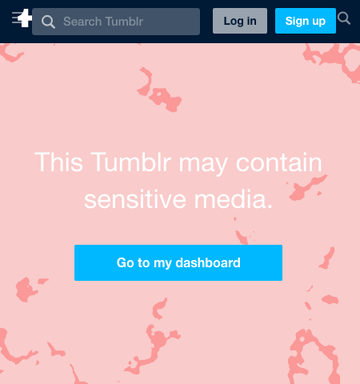 Search Tumblr
Log in
Sign up
This Tumblr may contain
sensitive media.
Go to my dashboard